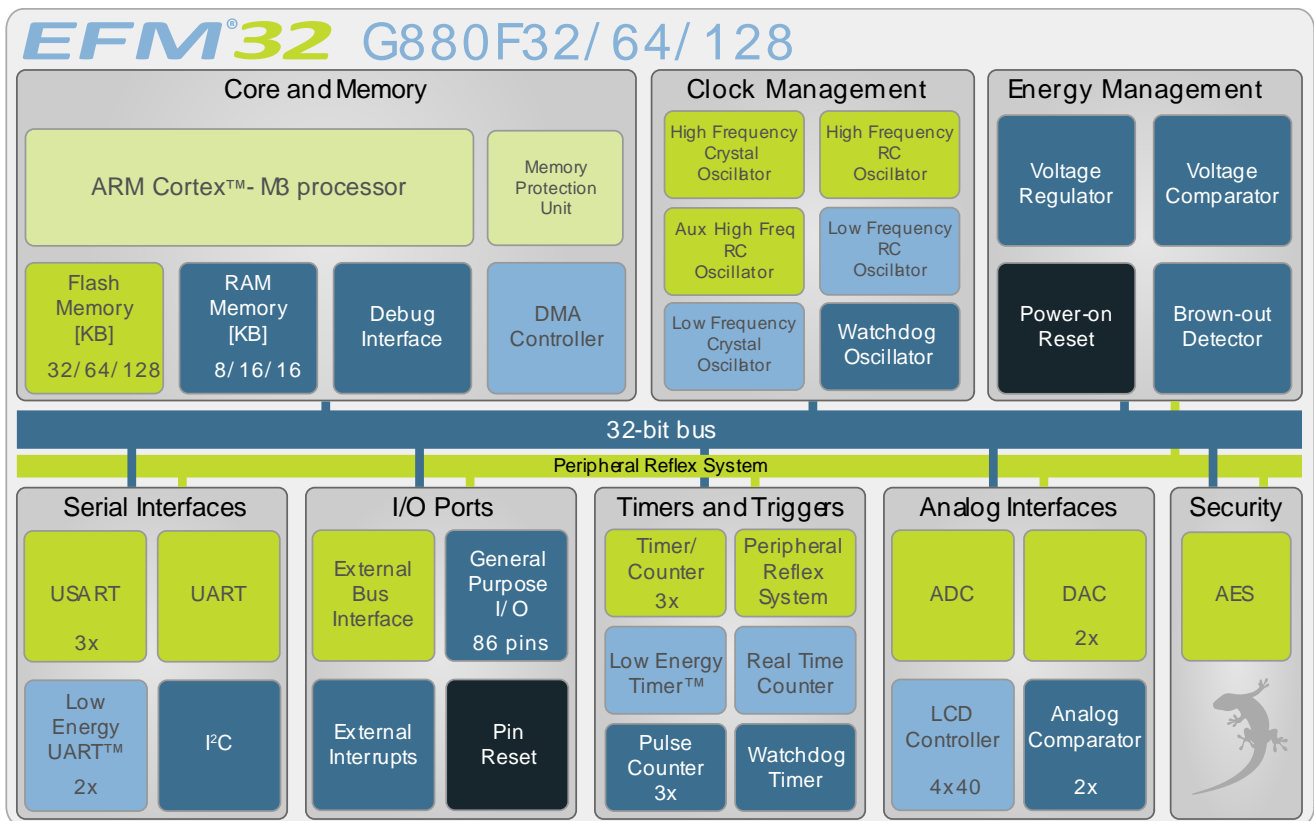 EFM®32 G880F32/64/128
Core and Memory
ARM Cortex™-M3 processor
Memory
Protection
Unit
Flash
Memory
[KB]
32/64/128
RAM
Memory
[KB]
8/16/16
Debug
Interface
DMA
Controller
Clock Management
High Frequency
Crystal
Oscillator
High Frequency
RC
Oscillator
Aux High Freq
RC
Oscillator
Low Frequency
RC
Oscillator
Low Frequency
Crystal
Oscillator
Watchdog
Oscillator
Energy Management
Voltage
Regulator
Voltage
Comparator
Power-on
Reset
Brown-out
Detector
32-bit bus
Peripheral Reflex System
Serial Interfaces
USART
3x
UART
Low
Energy
UART™
2x
I²C
I/O Ports
External
Bus
Interface
General
Purpose
I/O
86 pins
External
Interrupts
Pin
Reset
Timers and Triggers
Timer/
Counter
3x
Peripheral
Reflex
System
Low Energy
Timer™
Real Time
Counter
Pulse
Counter
3x
Watchdog
Timer
Analog Interfaces
ADC
DAC
2x
LCD
Controller
4x40
Analog
Comparator
2x
Security
AES